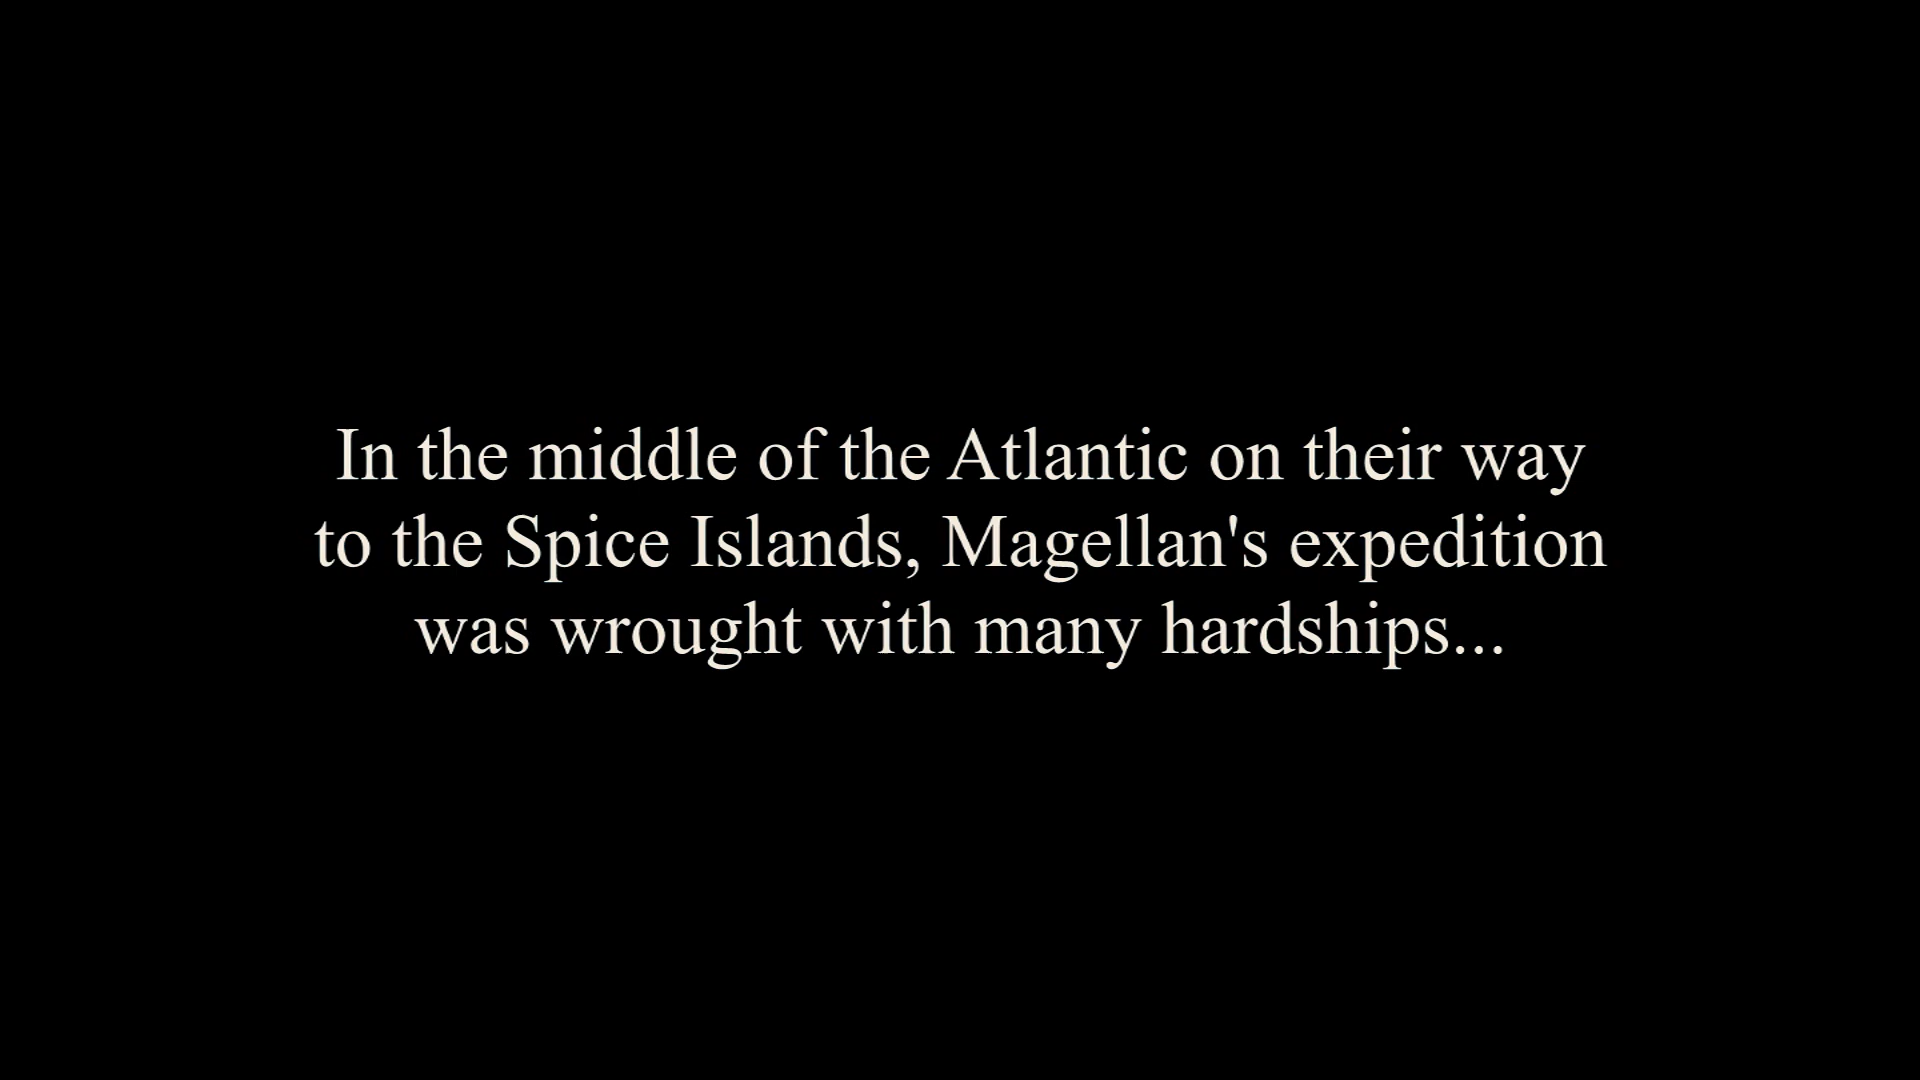 In the middle of the Atlantic on their way
to the Spice Islands, Magellan's expedition
was wrought with many hardships...